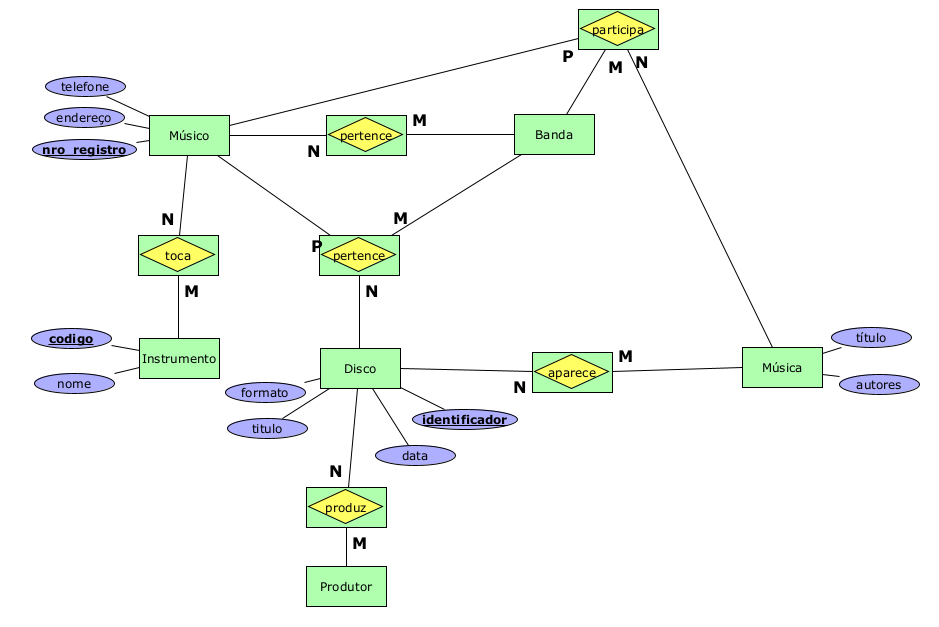 participa
P
M
N
telefone
endereço
nro_registro
Músico
pertence
M
N
Banda
N
M
P
toca
pertence
M
N
codigo
Instrumento
nome
título
Disco
aparece
M
N
Música
formato
autores
identificador
titulo
data
N
produz
M
Produtor